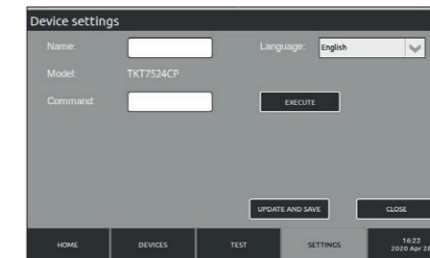 Device settings
Name: Language: English
Model: TKT7524CP
Command: EXECUTE
UPDATE AND SAVE CLOSE
HOME DEVICES TEST SETTINGS 16:22
2020 Apr